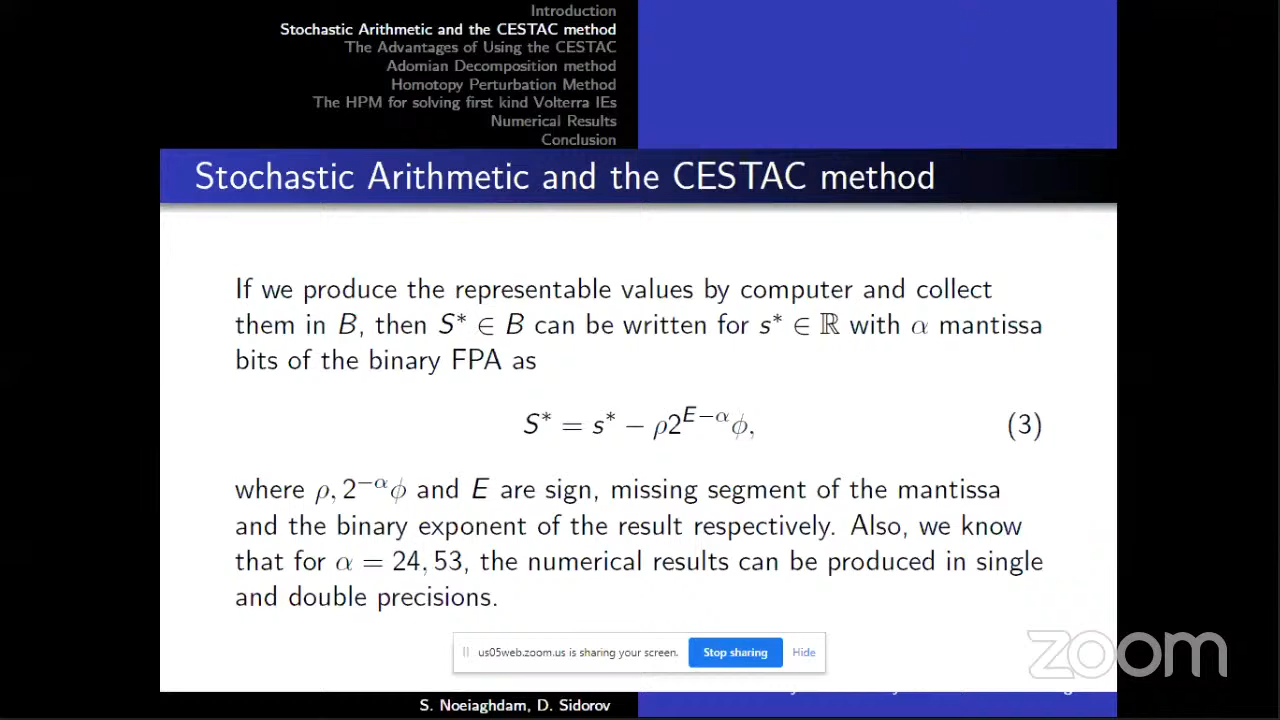 Introduction
Stochastic Arithmetic and the CESTAC method
The Advantages of Using the CESTAC
Adomian Decomposition method
Homotopy Perturbation Method
The HPM for solving first kind Volterra IEs
Numerical Results
Conclusion
Stochastic Arithmetic and the CESTAC method
If we produce the representable values by computer and collect
them in B, then S* ∈ B can be written for s* ∈ ℝ with α mantissa
bits of the binary FPA as
S* = s* − ρ2^{E−α}ϕ, (3)
where ρ, 2^{−α}ϕ and E are sign, missing segment of the mantissa
and the binary exponent of the result respectively. Also, we know
that for α = 24, 53, the numerical results can be produced in single
and double precisions.
us05web.zoom.us is sharing your screen. Stop sharing Hide
zoom
S. Noeiaghdam, D. Sidorov